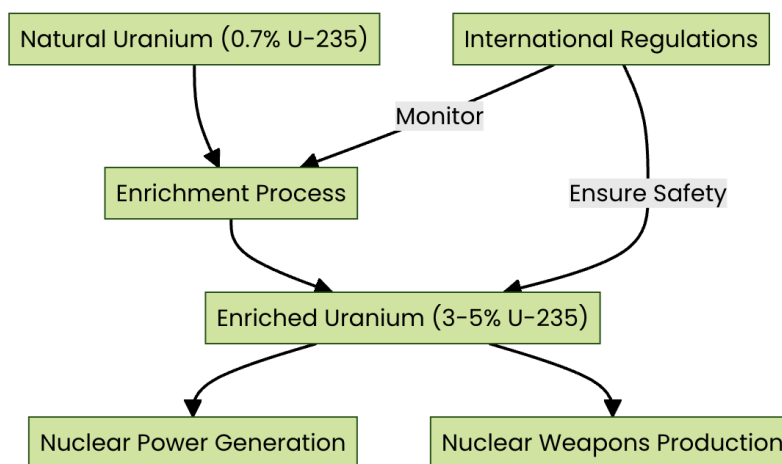 Natural Uranium (0.7% U-235)
International Regulations
Monitor
Enrichment Process
Ensure Safety
Enriched Uranium (3-5% U-235)
Nuclear Power Generation
Nuclear Weapons Production